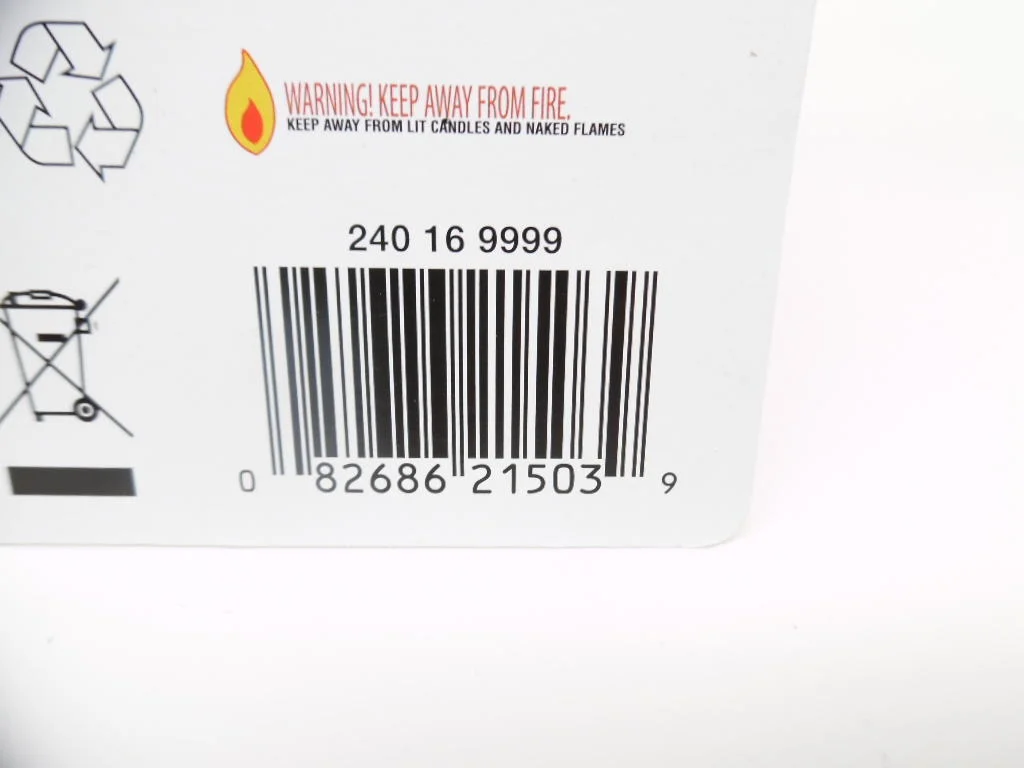 WARNING! KEEP AWAY FROM FIRE.
KEEP AWAY FROM LIT CANDLES AND NAKED FLAMES
240 16 9999
0 82686 21503 9